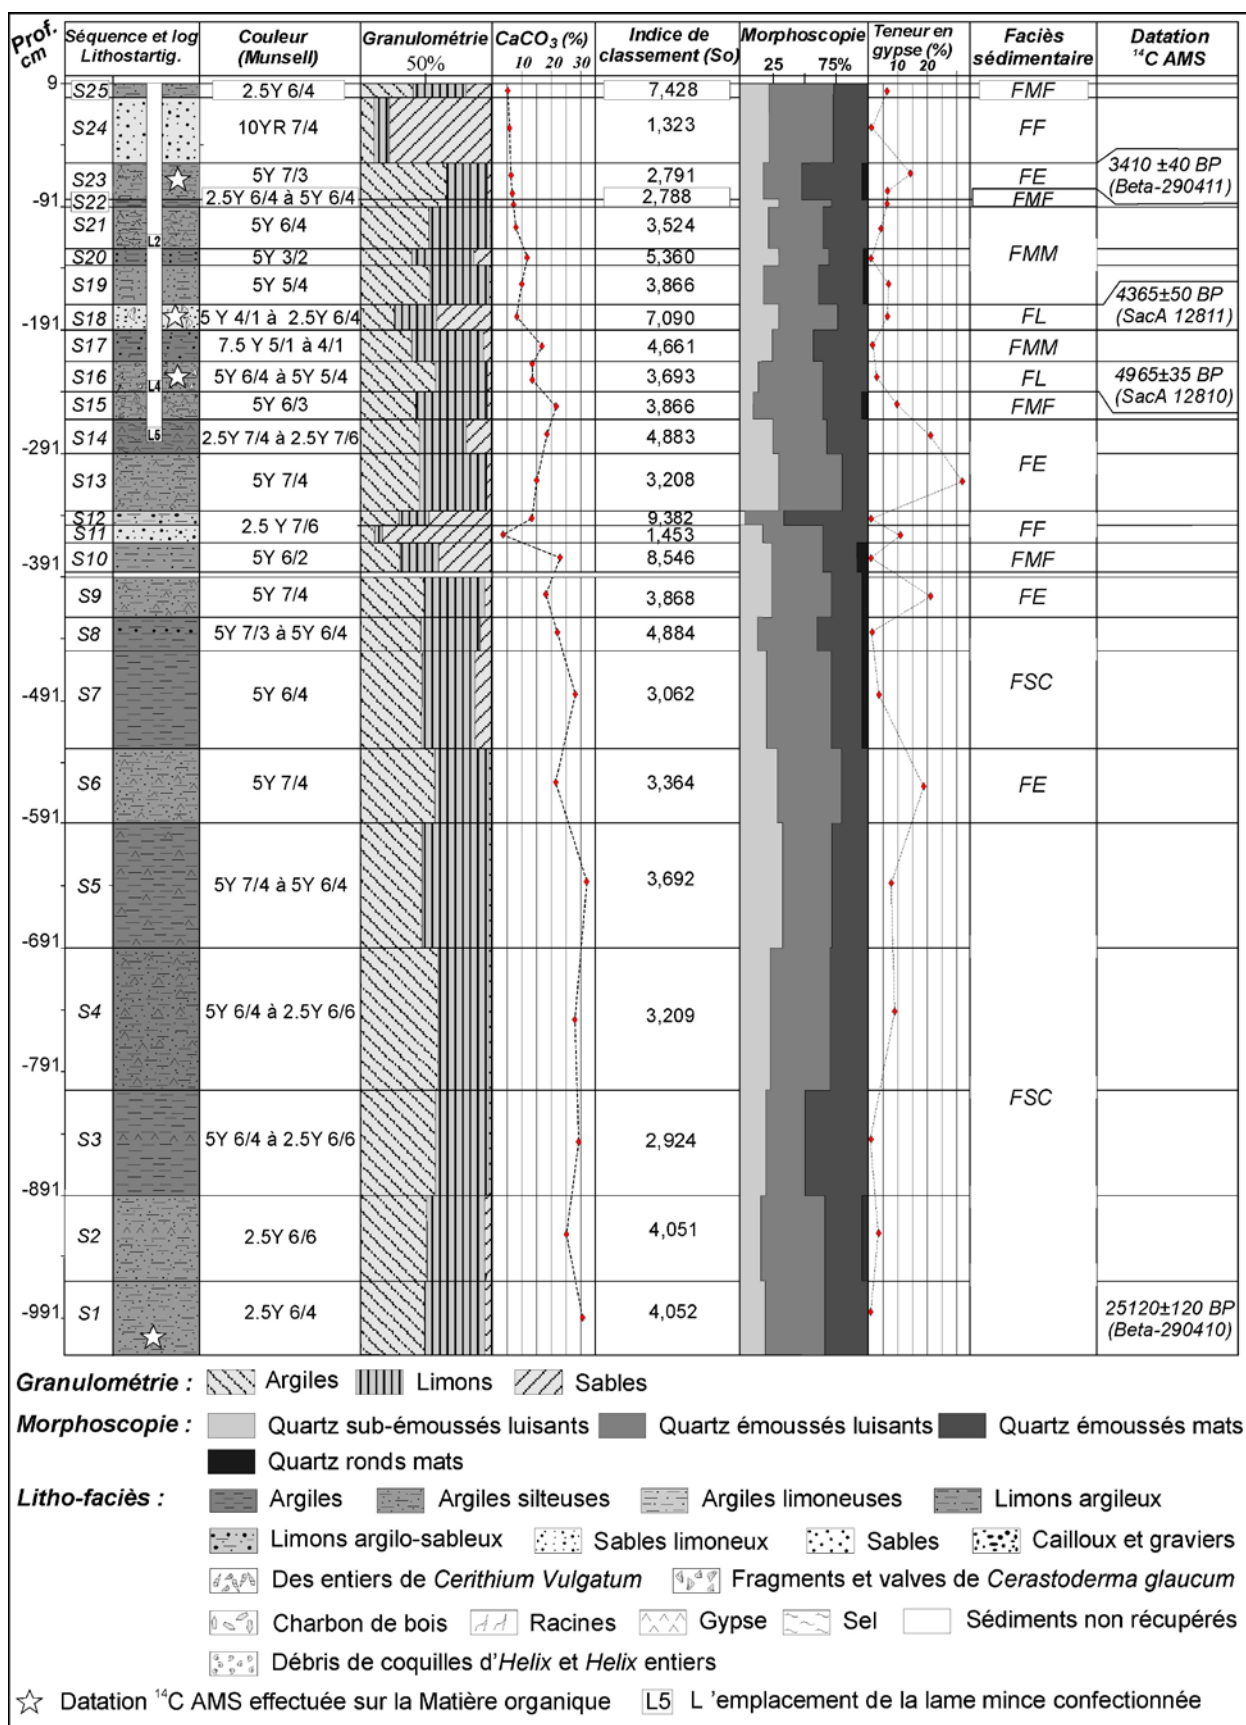 Prof. cm
Séquence et log Lithostartig.
Couleur (Munsell)
Granulométrie
50%
CaCO3 (%)
10 20 30
Indice de classement (So)
Morphoscopie
25 75%
Teneur en gypse (%)
10 20
Faciès sédimentaire
Datation 14C AMS
9
S25 2.5Y 6/4 7,428 FMF
S24 10YR 7/4 1,323 FF
S23 5Y 7/3 2,791 FE 3410 ±40 BP (Beta-290411)
-91
S22 2.5Y 6/4 à 5Y 6/4 2,788 FMF
S21 5Y 6/4 3,524
L2
S20 5Y 3/2 5,360 FMM
S19 5Y 5/4 3,866
4365±50 BP (SacA 12811)
S18 5 Y 4/1 à 2.5Y 6/4 7,090 FL
-191
S17 7.5 Y 5/1 à 4/1 4,661 FMM
S16 L4 5Y 6/4 à 5Y 5/4 3,693 FL 4965±35 BP (SacA 12810)
S15 5Y 6/3 3,866 FMF
S14 L5 2.5Y 7/4 à 2.5Y 7/6 4,883
-291
FE
S13 5Y 7/4 3,208
S12 9,382
2.5 Y 7/6 FF
S11 1,453
S10 5Y 6/2 8,546 FMF
-391
S9 5Y 7/4 3,868 FE
S8 5Y 7/3 à 5Y 6/4 4,884
FSC
-491 S7 5Y 6/4 3,062
S6 5Y 7/4 3,364 FE
-591
S5 5Y 7/4 à 5Y 6/4 3,692
-691
S4 5Y 6/4 à 2.5Y 6/6 3,209
-791
FSC
S3 5Y 6/4 à 2.5Y 6/6 2,924
-891
S2 2.5Y 6/6 4,051
-991 S1 2.5Y 6/4 4,052 25120±120 BP (Beta-290410)
Granulométrie : Argiles Limons Sables
Morphoscopie : Quartz sub-émoussés luisants Quartz émoussés luisants Quartz émoussés mats
Quartz ronds mats
Litho-faciès : Argiles Argiles silteuses Argiles limoneuses Limons argileux
Limons argilo-sableux Sables limoneux Sables Cailloux et graviers
Des entiers de Cerithium Vulgatum Fragments et valves de Cerastoderma glaucum
Charbon de bois Racines Gypse Sel Sédiments non récupérés
Débris de coquilles d'Helix et Helix entiers
Datation 14C AMS effectuée sur la Matière organique L5 L 'emplacement de la lame mince confectionnée